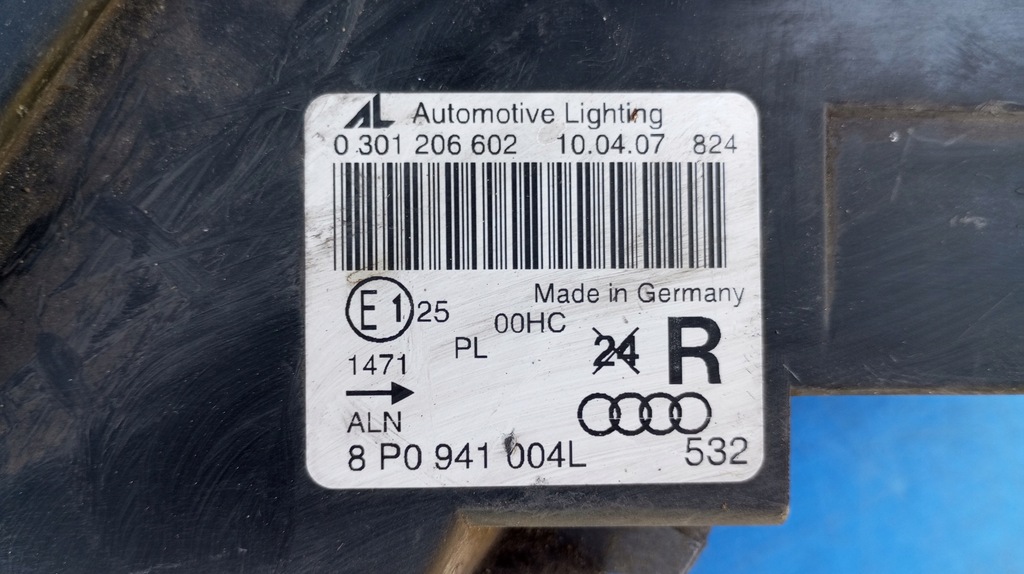 AL Automotive Lighting
0 301 206 602 10.04.07 824
E1 25 Made in Germany
00HC
PL 24 R
1471
ALN
8 P0 941 004L 532